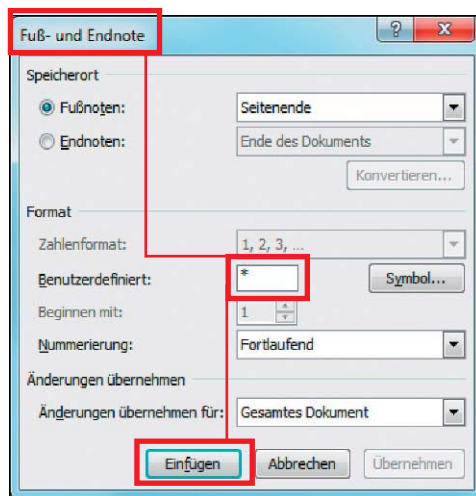 Fuß- und Endnote
?
X
Speicherort
Fußnoten: Seitenende
Endnoten: Ende des Dokuments
Konvertieren...
Format
Zahlenformat: 1, 2, 3, ...
Benutzerdefiniert: * Symbol...
Beginnen mit: 1
Nummerierung: Fortlaufend
Änderungen übernehmen
Änderungen übernehmen für: Gesamtes Dokument
Einfügen Abbrechen Übernehmen